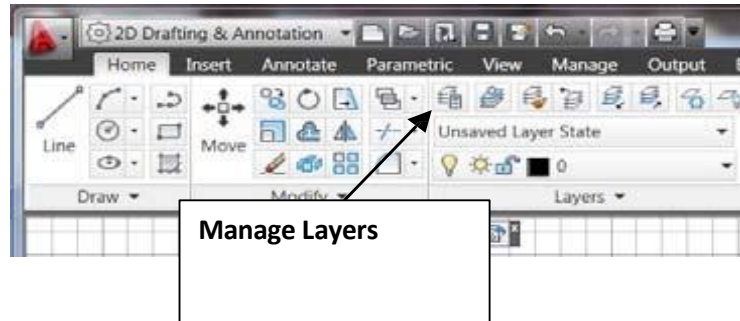 2D Drafting & Annotation
Home Insert Annotate Parametric View Manage Output
Line Move Unsaved Layer State
0
Draw Modify Layers
Manage Layers